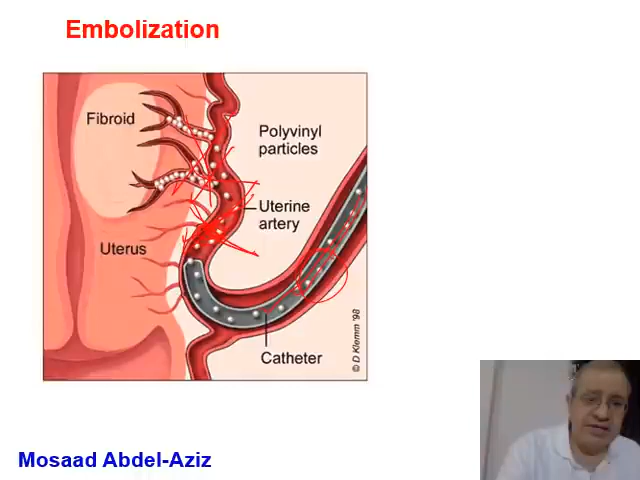 Embolization
Fibroid
Polyvinyl
particles
Uterine
artery
Uterus
Catheter
© D Klemm '98
Mosaad Abdel-Aziz